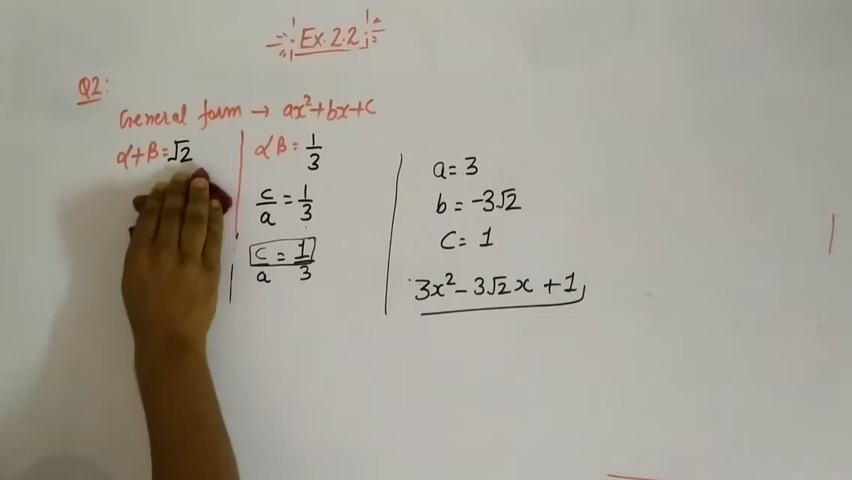 Ex. 2.2
Q2:
General form → ax²+bx+c
α+β=√2
αβ = 1/3
c/a = 1/3
c/a = 1/3
a = 3
b = -3√2
c = 1
3x² - 3√2x + 1